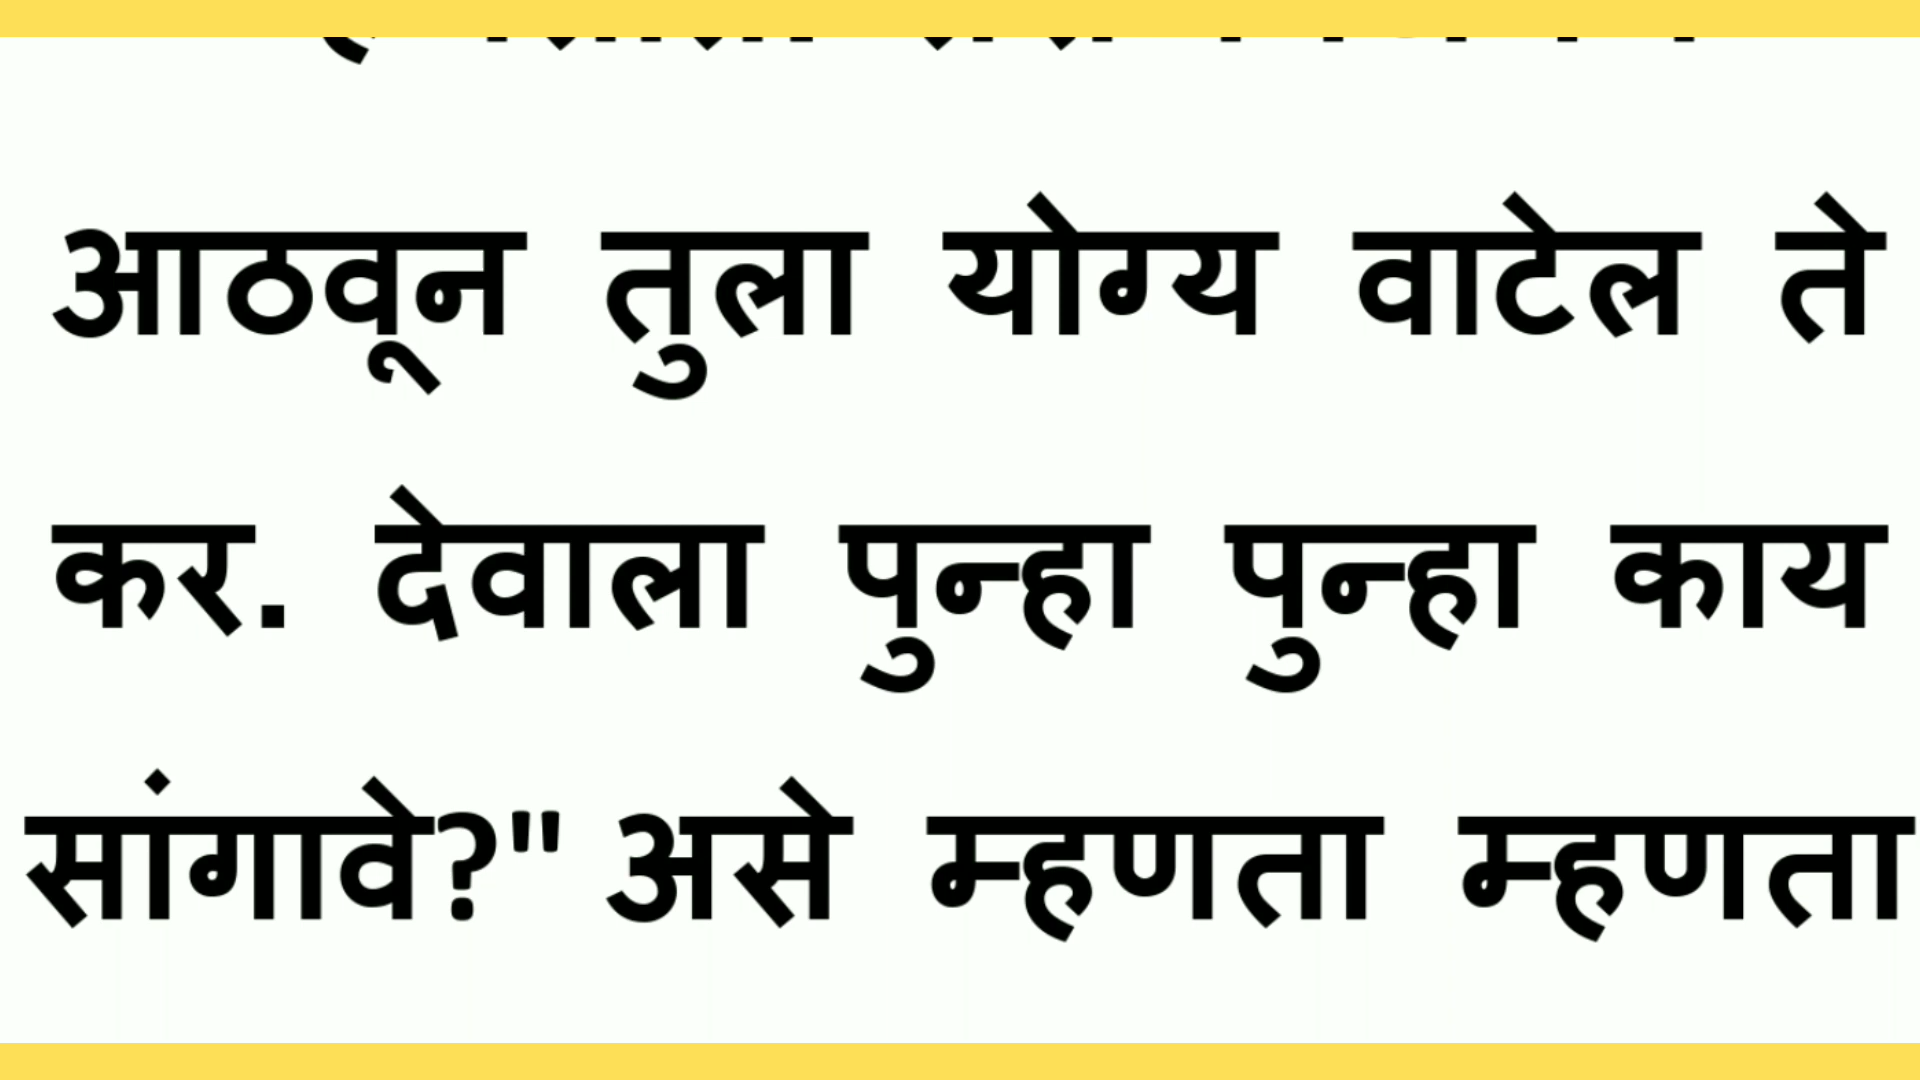 आठवून तुला योग्य वाटेल ते
कर. देवाला पुन्हा पुन्हा काय
सांगावे?" असे म्हणता म्हणता